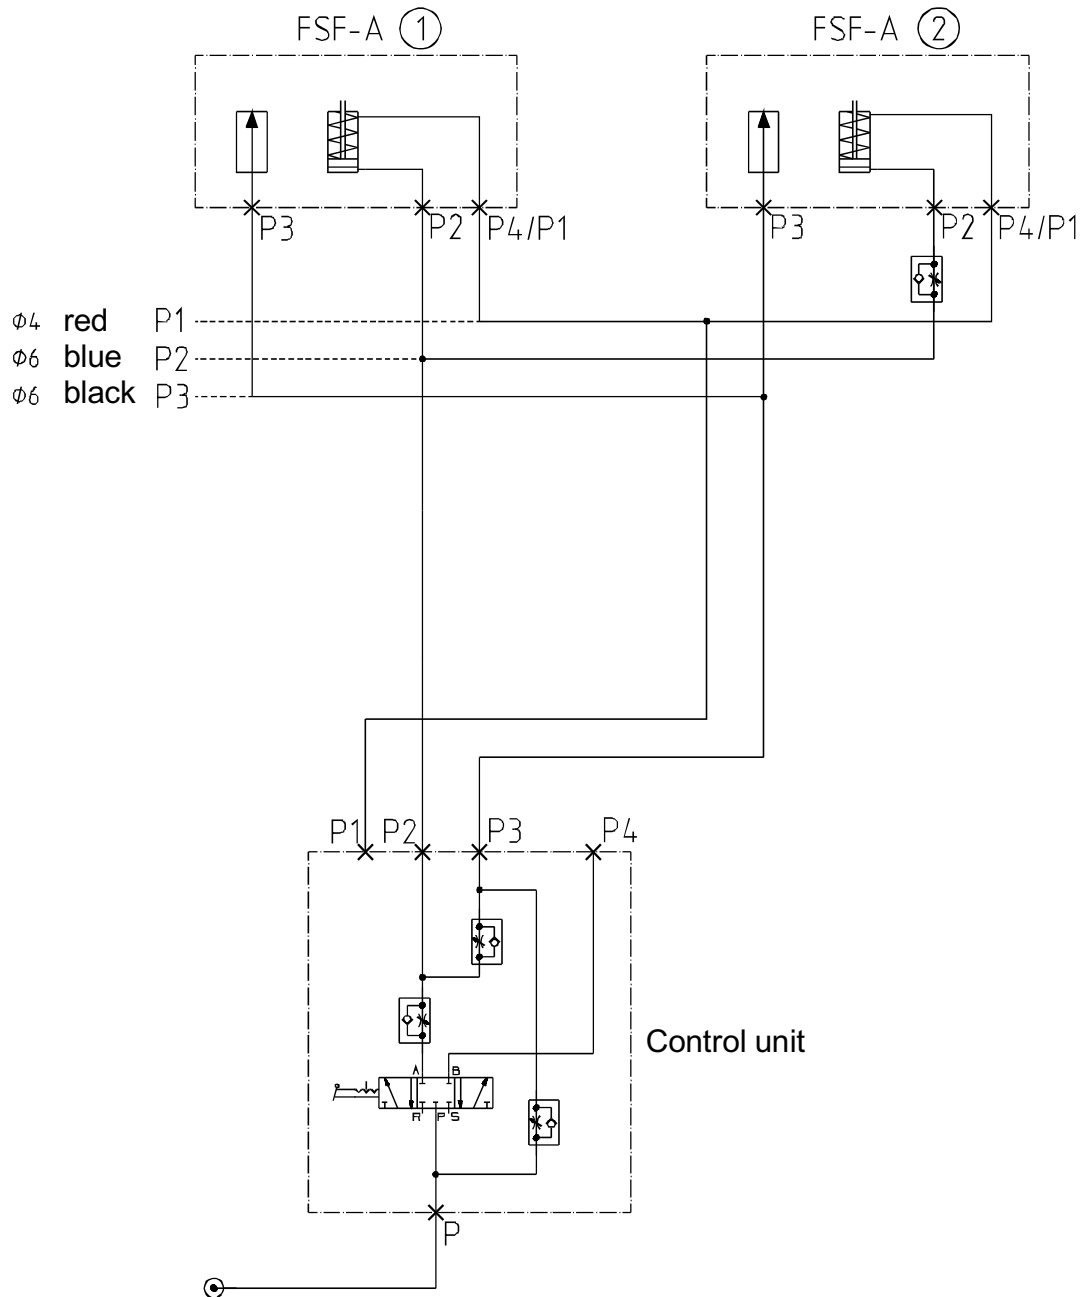 FSF-A 1
FSF-A 2
P3
P2
P4/P1
P3
P2
P4/P1
Φ4 red P1
Φ6 blue P2
Φ6 black P3
P1
P2
P3
P4
Control unit
A
B
R
P
S
P